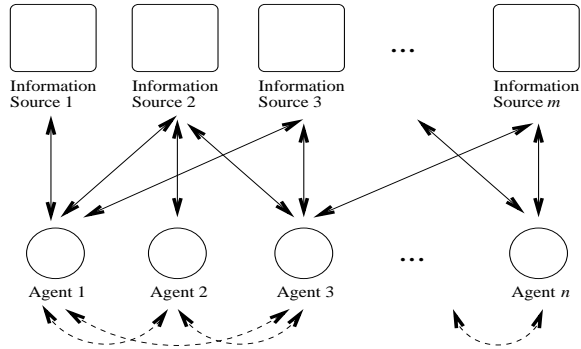 ...
Information Source 1
Information Source 2
Information Source 3
Information Source m
Agent 1
Agent 2
Agent 3
...
Agent n